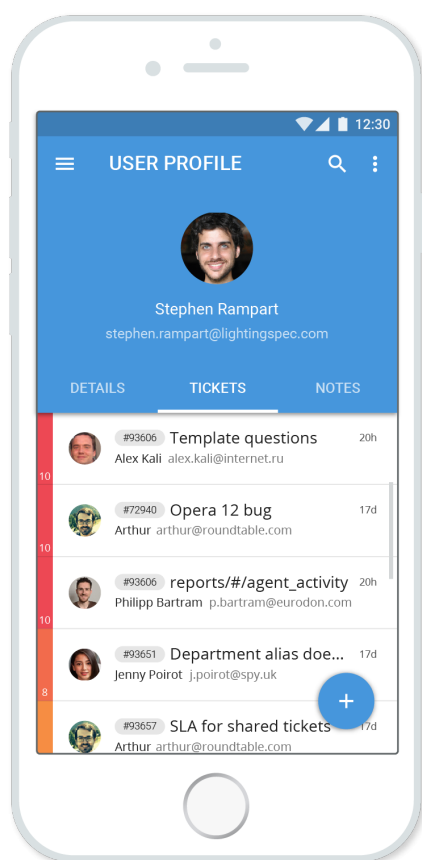 12:30
USER PROFILE
Stephen Rampart
stephen.rampart@lightingspec.com
DETAILS TICKETS NOTES
#93606 Template questions 20h
Alex Kali alex.kali@internet.ru
10
#72940 Opera 12 bug 17d
Arthur arthur@roundtable.com
10
#93606 reports/#/agent_activity 20h
Philipp Bartram p.bartram@eurodon.com
10
#93651 Department alias doe... 17d
Jenny Poirot j.poirot@spy.uk
8
+
#93657 SLA for shared tickets 17d
Arthur arthur@roundtable.com